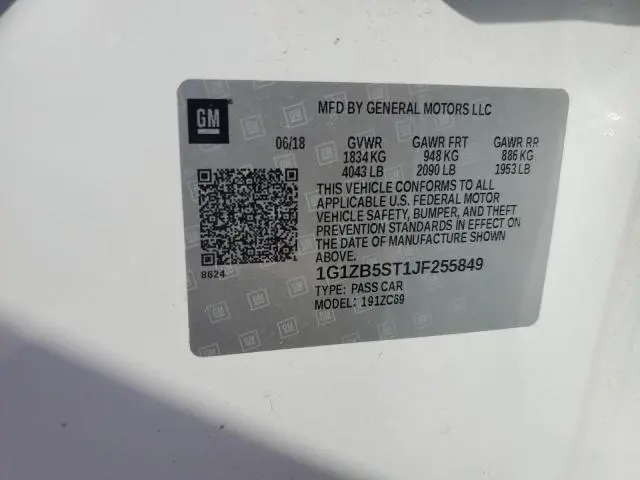 GM
MFD BY GENERAL MOTORS LLC
06/18 GVWR GAWR FRT GAWR RR
1834 KG 948 KG 886 KG
4043 LB 2090 LB 1953 LB
THIS VEHICLE CONFORMS TO ALL
APPLICABLE U.S. FEDERAL MOTOR
VEHICLE SAFETY, BUMPER, AND THEFT
PREVENTION STANDARDS IN EFFECT ON
THE DATE OF MANUFACTURE SHOWN
ABOVE.
8624
1G1ZB5ST1JF255849
TYPE: PASS CAR
MODEL: 191ZC69